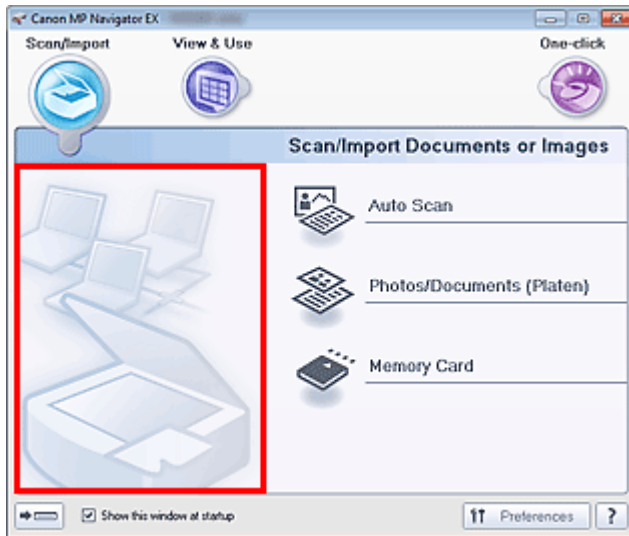 Canon MP Navigator EX
Scan/Import View & Use One-click
Scan/Import Documents or Images
Auto Scan
Photos/Documents (Platen)
Memory Card
Show this window at startup Preferences ?